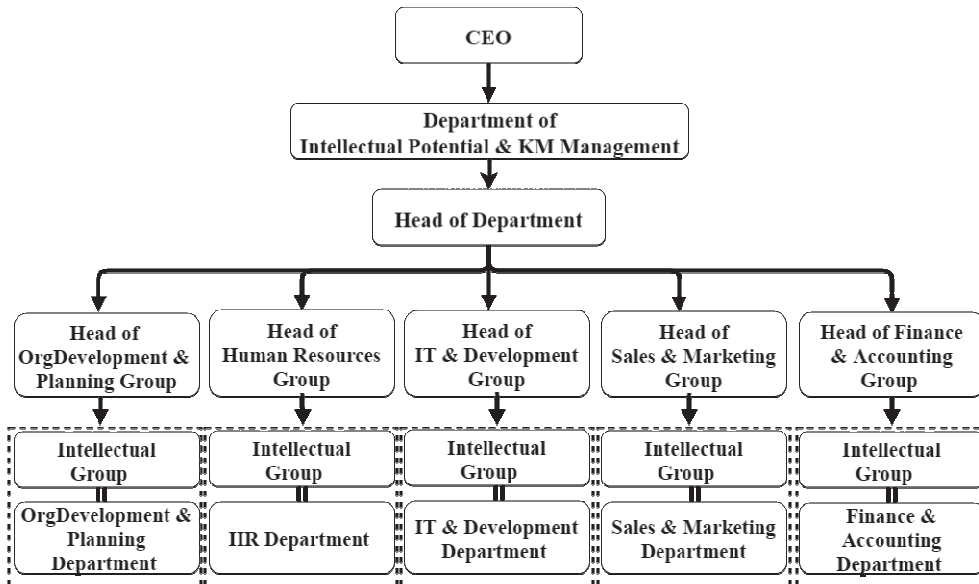 CEO
Department of
Intellectual Potential & KM Management
Head of Department
Head of
OrgDevelopment &
Planning Group
Head of
Human Resources
Group
Head of
IT & Development
Group
Head of
Sales & Marketing
Group
Head of Finance
& Accounting
Group
Intellectual
Group
Intellectual
Group
Intellectual
Group
Intellectual
Group
Intellectual
Group
OrgDevelopment &
Planning
Department
HR Department
IT & Development
Department
Sales & Marketing
Department
Finance &
Accounting
Department